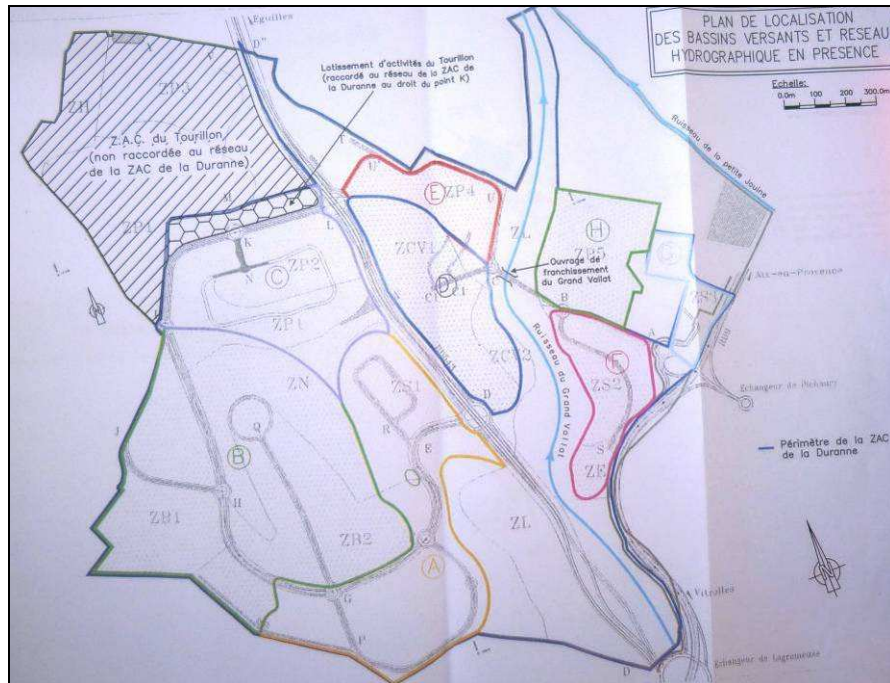 PLAN DE LOCALISATION
DES BASSINS VERSANTS ET RESEAU
HYDROGRAPHIQUE EN PRESENCE
Echelle:
0.0m 100 200 300.0m
Eguilles
D"
Lotissement d'activités du Tourillon
(raccordé au réseau de la ZAC de
la Duranne au droit du point K)
ZP3
Z.A.C. du Tourillon
(non raccordée au réseau
de la ZAC de la Duranne)
ZP1
M
L
K
N
C
ZP2
ZP1
U'
E
ZP4
U
ZL
ZCV1
D
C1
Ouvrage de
franchissement
du Grand Vallat
H
ZP5
Ruisseau de la petite Jouine
Aix-en-Provence
B
A
F
ZS2
S
Echangeur de Pichaury
ZCV2
Ruisseau du Grand Vallat
ZN
ZS1
R
E
D
Q
B
J
H
ZB1
ZB2
A
G
P
ZL
Périmètre de la ZAC
de la Duranne
N
Vitrolles
D'
Echangeur de Lagremeuse